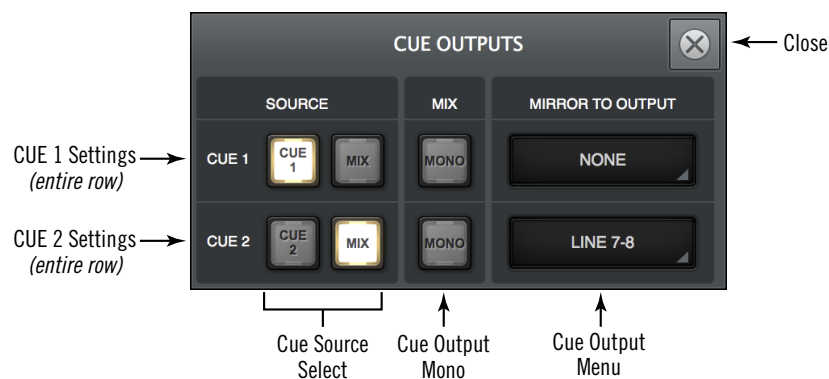 CUE OUTPUTS
Close
SOURCE
MIX
MIRROR TO OUTPUT
CUE 1 Settings
(entire row)
CUE 1
CUE
1
MIX
MONO
NONE
CUE 2 Settings
(entire row)
CUE 2
CUE
2
MIX
MONO
LINE 7-8
Cue Source
Select
Cue Output
Mono
Cue Output
Menu